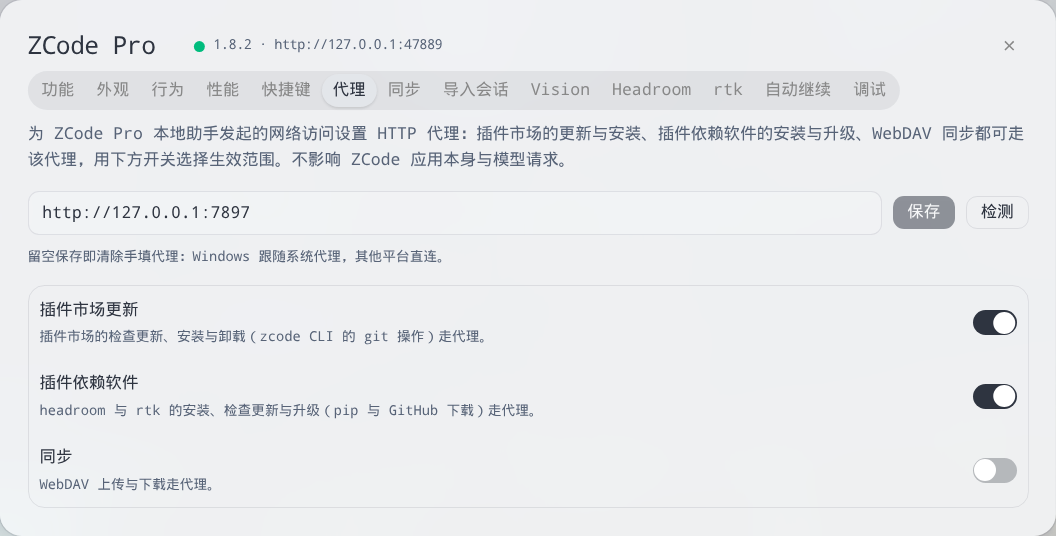 ZCode Pro
1.8.2 · http://127.0.0.1:47889
×
功能 外观 行为 性能 快捷键 代理 同步 导入会话 Vision Headroom rtk 自动继续 调试
为 ZCode Pro 本地助手发起的网络访问设置 HTTP 代理：插件市场的更新与安装、插件依赖软件的安装与升级、WebDAV 同步都可走
该代理，用下方开关选择生效范围。不影响 ZCode 应用本身与模型请求。
http://127.0.0.1:7897
保存 检测
留空保存即清除手填代理：Windows 跟随系统代理，其他平台直连。
插件市场更新
插件市场的检查更新、安装与卸载（zcode CLI 的 git 操作）走代理。
插件依赖软件
headroom 与 rtk 的安装、检查更新与升级（pip 与 GitHub 下载）走代理。
同步
WebDAV 上传与下载走代理。